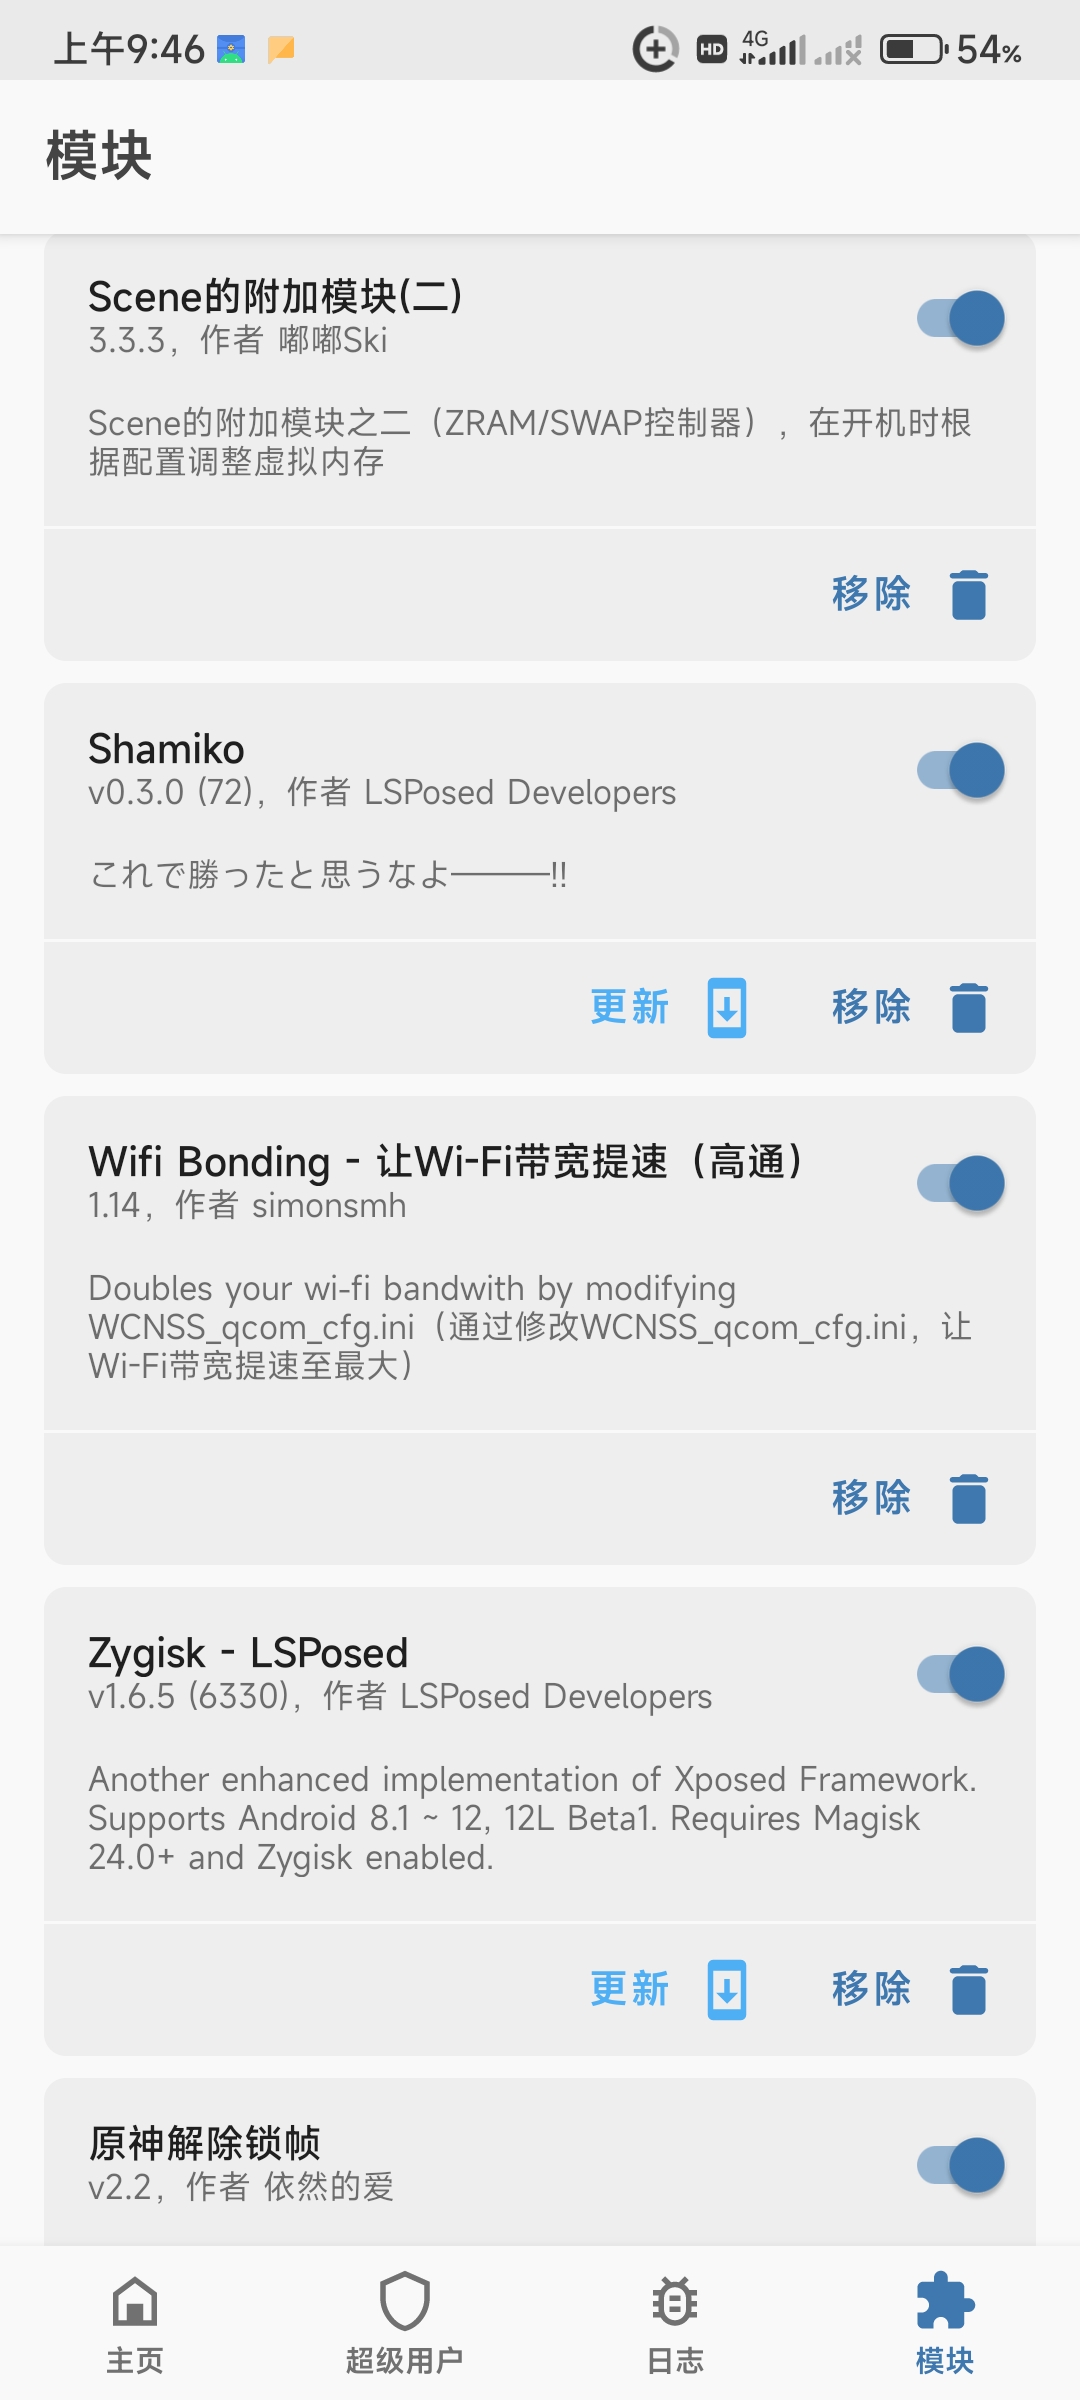 上午9:46
HD
4G
54%
模块
Scene的附加模块(二)
3.3.3，作者 嘟嘟Ski
Scene的附加模块之二（ZRAM/SWAP控制器），在开机时根
据配置调整虚拟内存
移除
Shamiko
v0.3.0 (72)，作者 LSPosed Developers
これで勝ったと思うなよ———!!
更新
移除
Wifi Bonding - 让Wi-Fi带宽提速（高通）
1.14，作者 simonsmh
Doubles your wi-fi bandwith by modifying
WCNSS_qcom_cfg.ini（通过修改WCNSS_qcom_cfg.ini，让
Wi-Fi带宽提速至最大）
移除
Zygisk - LSPosed
v1.6.5 (6330)，作者 LSPosed Developers
Another enhanced implementation of Xposed Framework.
Supports Android 8.1 ~ 12, 12L Beta1. Requires Magisk
24.0+ and Zygisk enabled.
更新
移除
原神解除锁帧
v2.2，作者 依然的爱
主页
超级用户
日志
模块